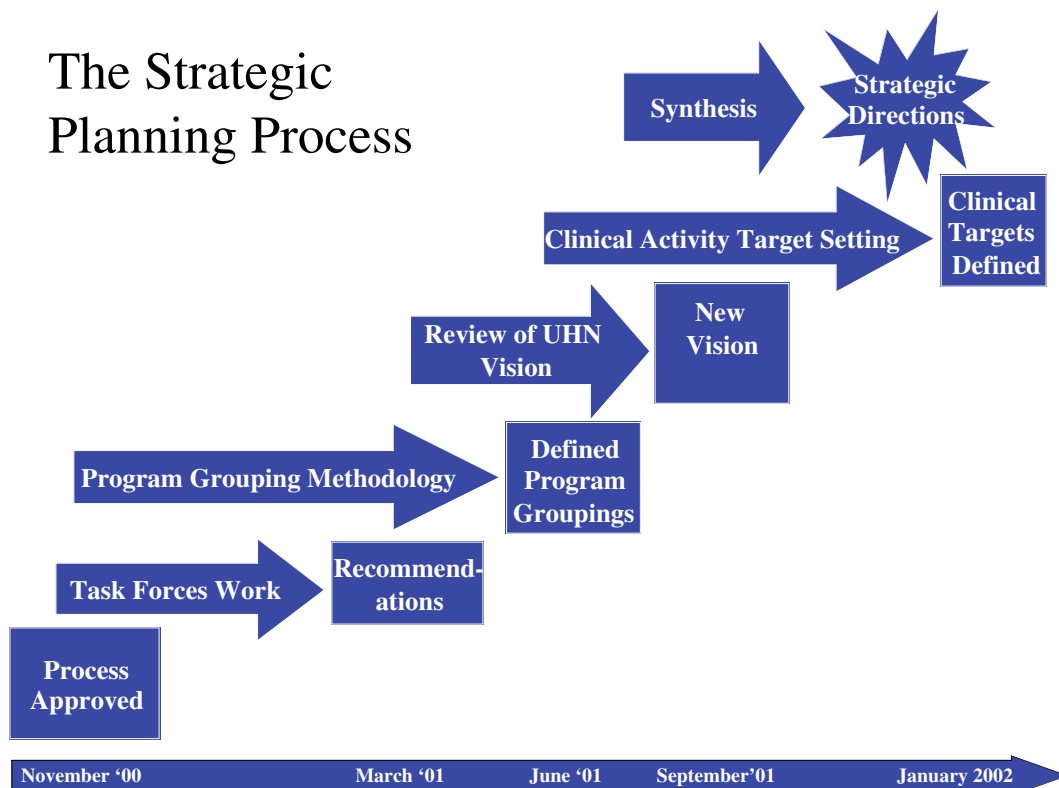 The Strategic
Planning Process
Synthesis
Strategic
Directions
Clinical Activity Target Setting
Clinical
Targets
Defined
Review of UHN
Vision
New
Vision
Program Grouping Methodology
Defined
Program
Groupings
Task Forces Work
Recommend-
ations
Process
Approved
November ‘00
March ‘01
June ‘01
September’01
January 2002